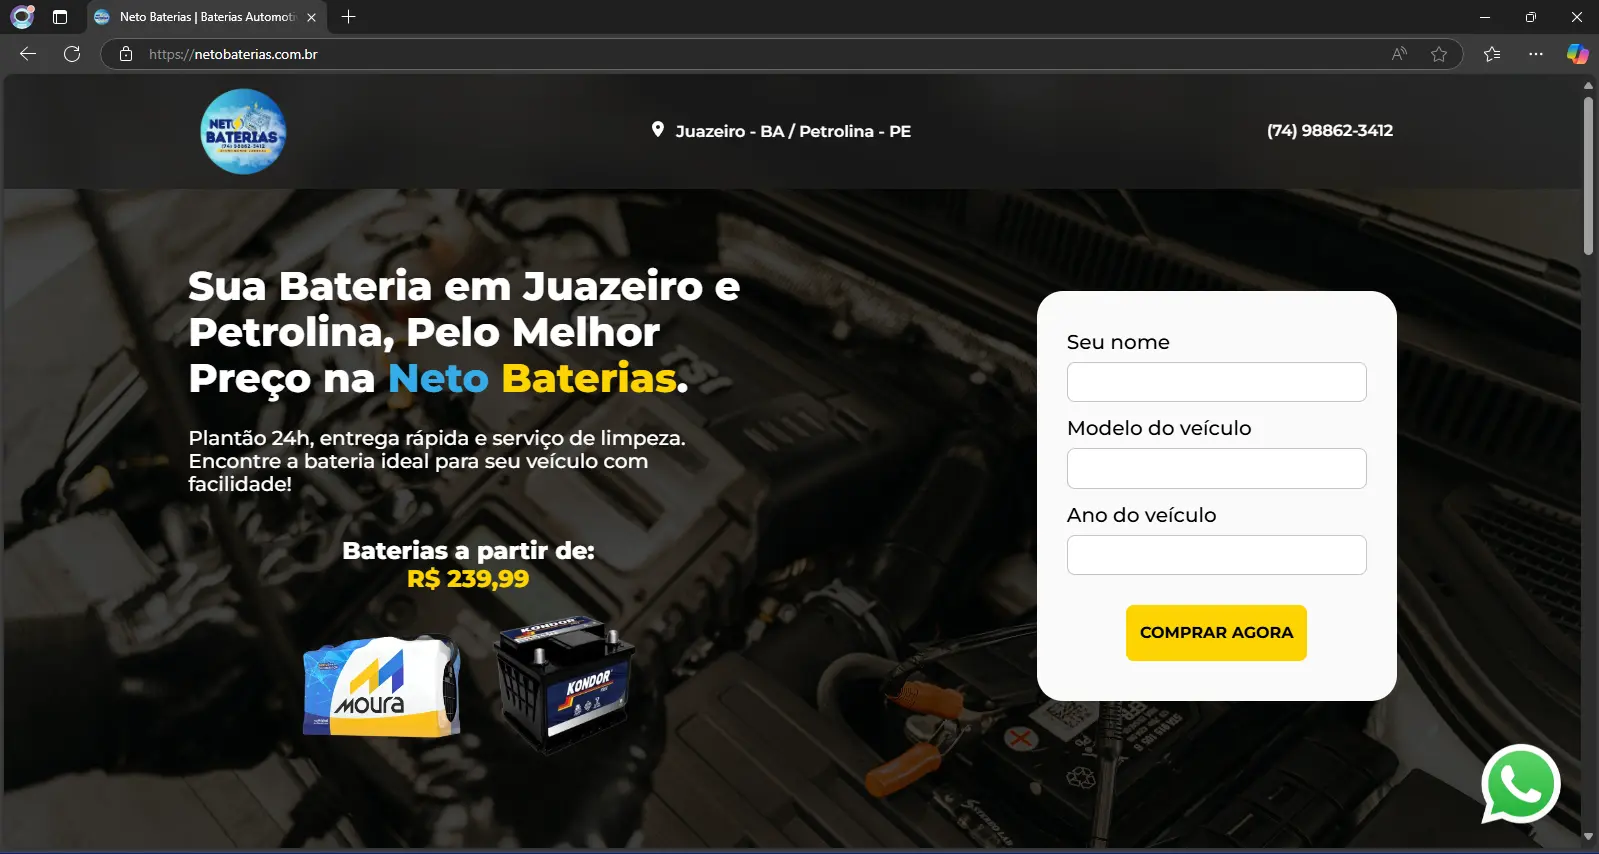 Neto Baterias | Baterias Automoti
https://netobaterias.com.br
NETO
BATERIAS
(74) 98862-3412
Juazeiro - BA / Petrolina - PE
(74) 98862-3412
Sua Bateria em Juazeiro e
Petrolina, Pelo Melhor
Preço na Neto Baterias.
Plantão 24h, entrega rápida e serviço de limpeza.
Encontre a bateria ideal para seu veículo com
facilidade!
Baterias a partir de:
R$ 239,99
MOURA
KONDOR
KONDOR
Seu nome
Modelo do veículo
Ano do veículo
COMPRAR AGORA